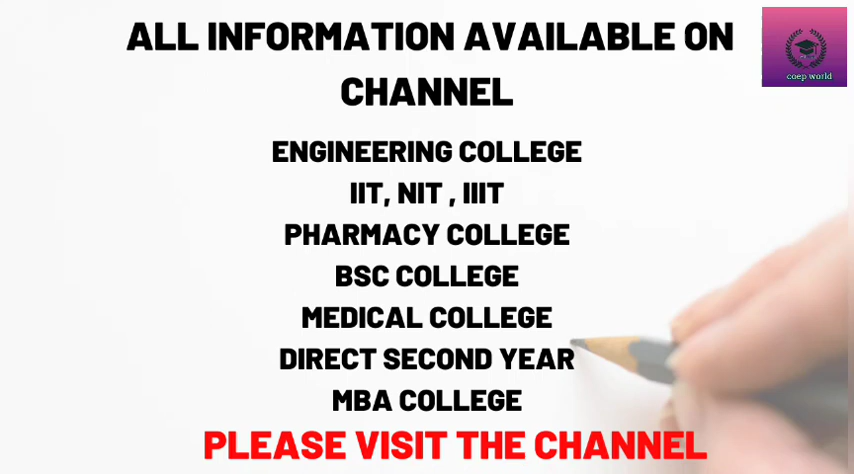 ALL INFORMATION AVAILABLE ON
CHANNEL
coep world
ENGINEERING COLLEGE
IIT, NIT , IIIT
PHARMACY COLLEGE
BSC COLLEGE
MEDICAL COLLEGE
DIRECT SECOND YEAR
MBA COLLEGE
PLEASE VISIT THE CHANNEL